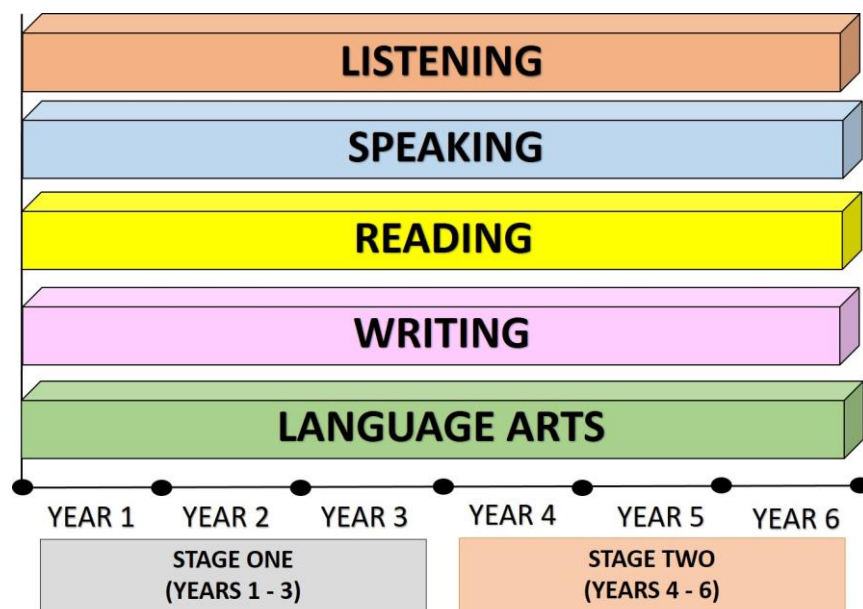 LISTENING
SPEAKING
READING
WRITING
LANGUAGE ARTS
YEAR 1 YEAR 2 YEAR 3 YEAR 4 YEAR 5 YEAR 6
STAGE ONE
(YEARS 1 - 3)
STAGE TWO
(YEARS 4 - 6)